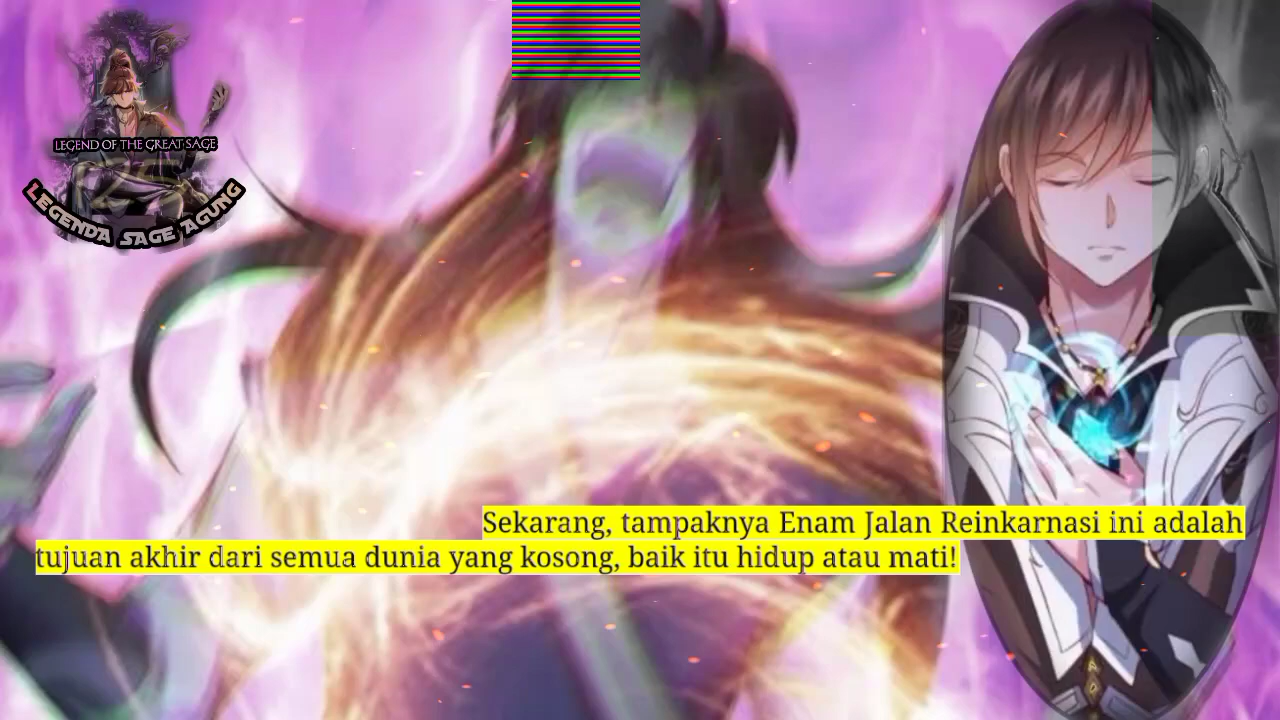 LEGEND OF THE GREAT SAGE
LEGENDA SAGE AGUNG
Sekarang, tampaknya Enam Jalan Reinkarnasi ini adalah
tujuan akhir dari semua dunia yang kosong, baik itu hidup atau mati!